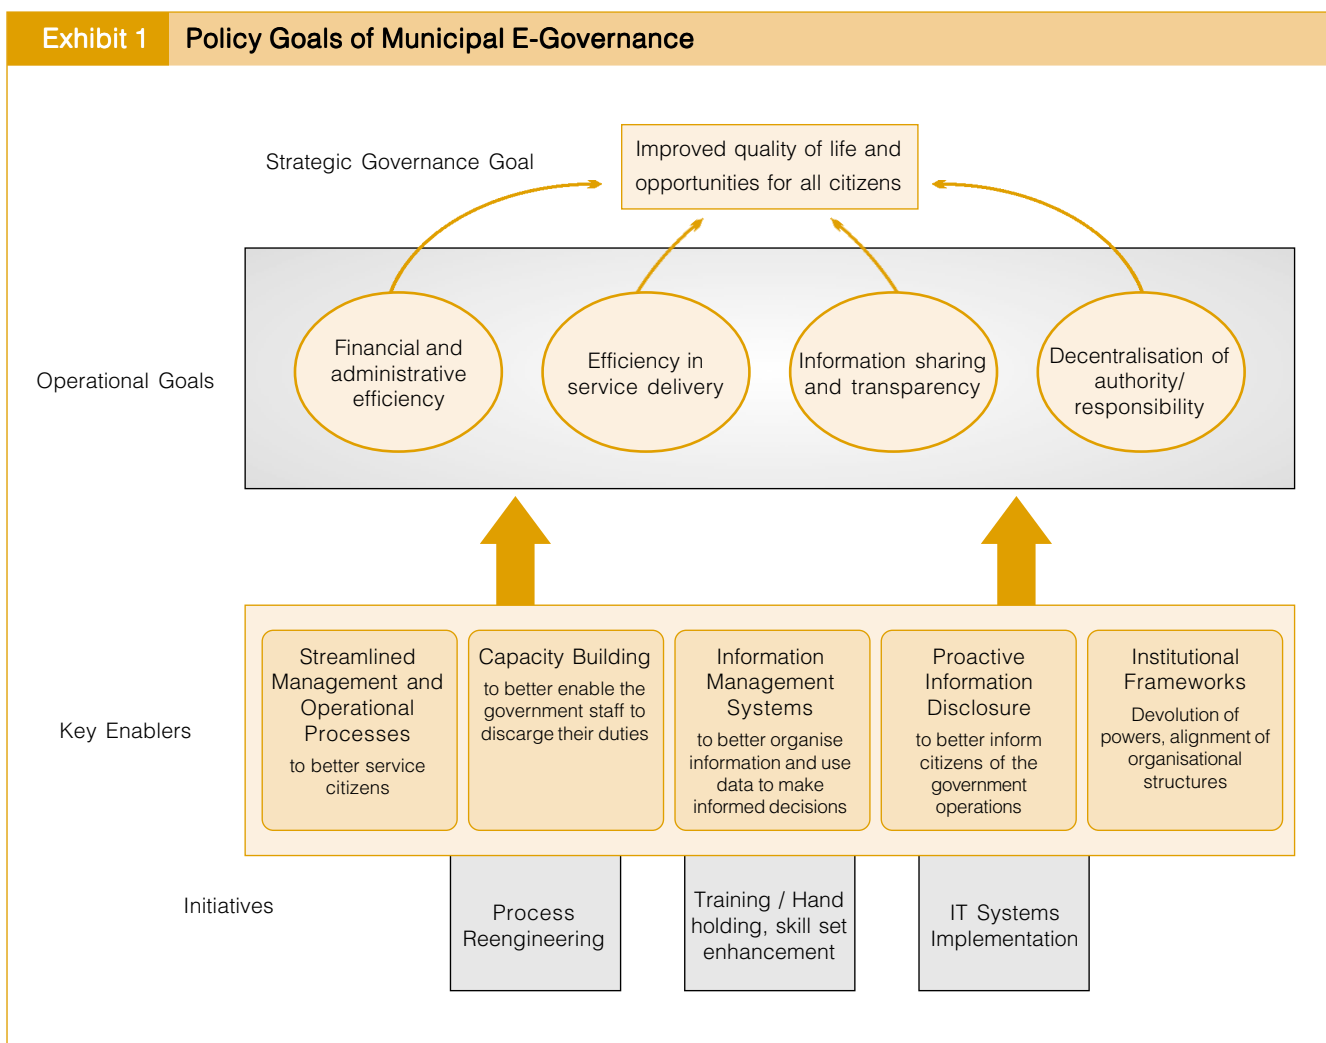 Exhibit 1 Policy Goals of Municipal E-Governance
Strategic Governance Goal
Improved quality of life and
opportunities for all citizens
Operational Goals
Financial and
administrative
efficiency
Efficiency in
service delivery
Information sharing
and transparency
Decentralisation of
authority/
responsibility
Key Enablers
Streamlined
Management and
Operational
Processes
to better service
citizens
Capacity Building
to better enable the
government staff to
discarge their duties
Information
Management
Systems
to better organise
information and use
data to make
informed decisions
Proactive
Information
Disclosure
to better inform
citizens of the
government
operations
Institutional
Frameworks
Devolution of
powers, alignment of
organisational
structures
Initiatives
Process
Reengineering
Training / Hand
holding, skill set
enhancement
IT Systems
Implementation